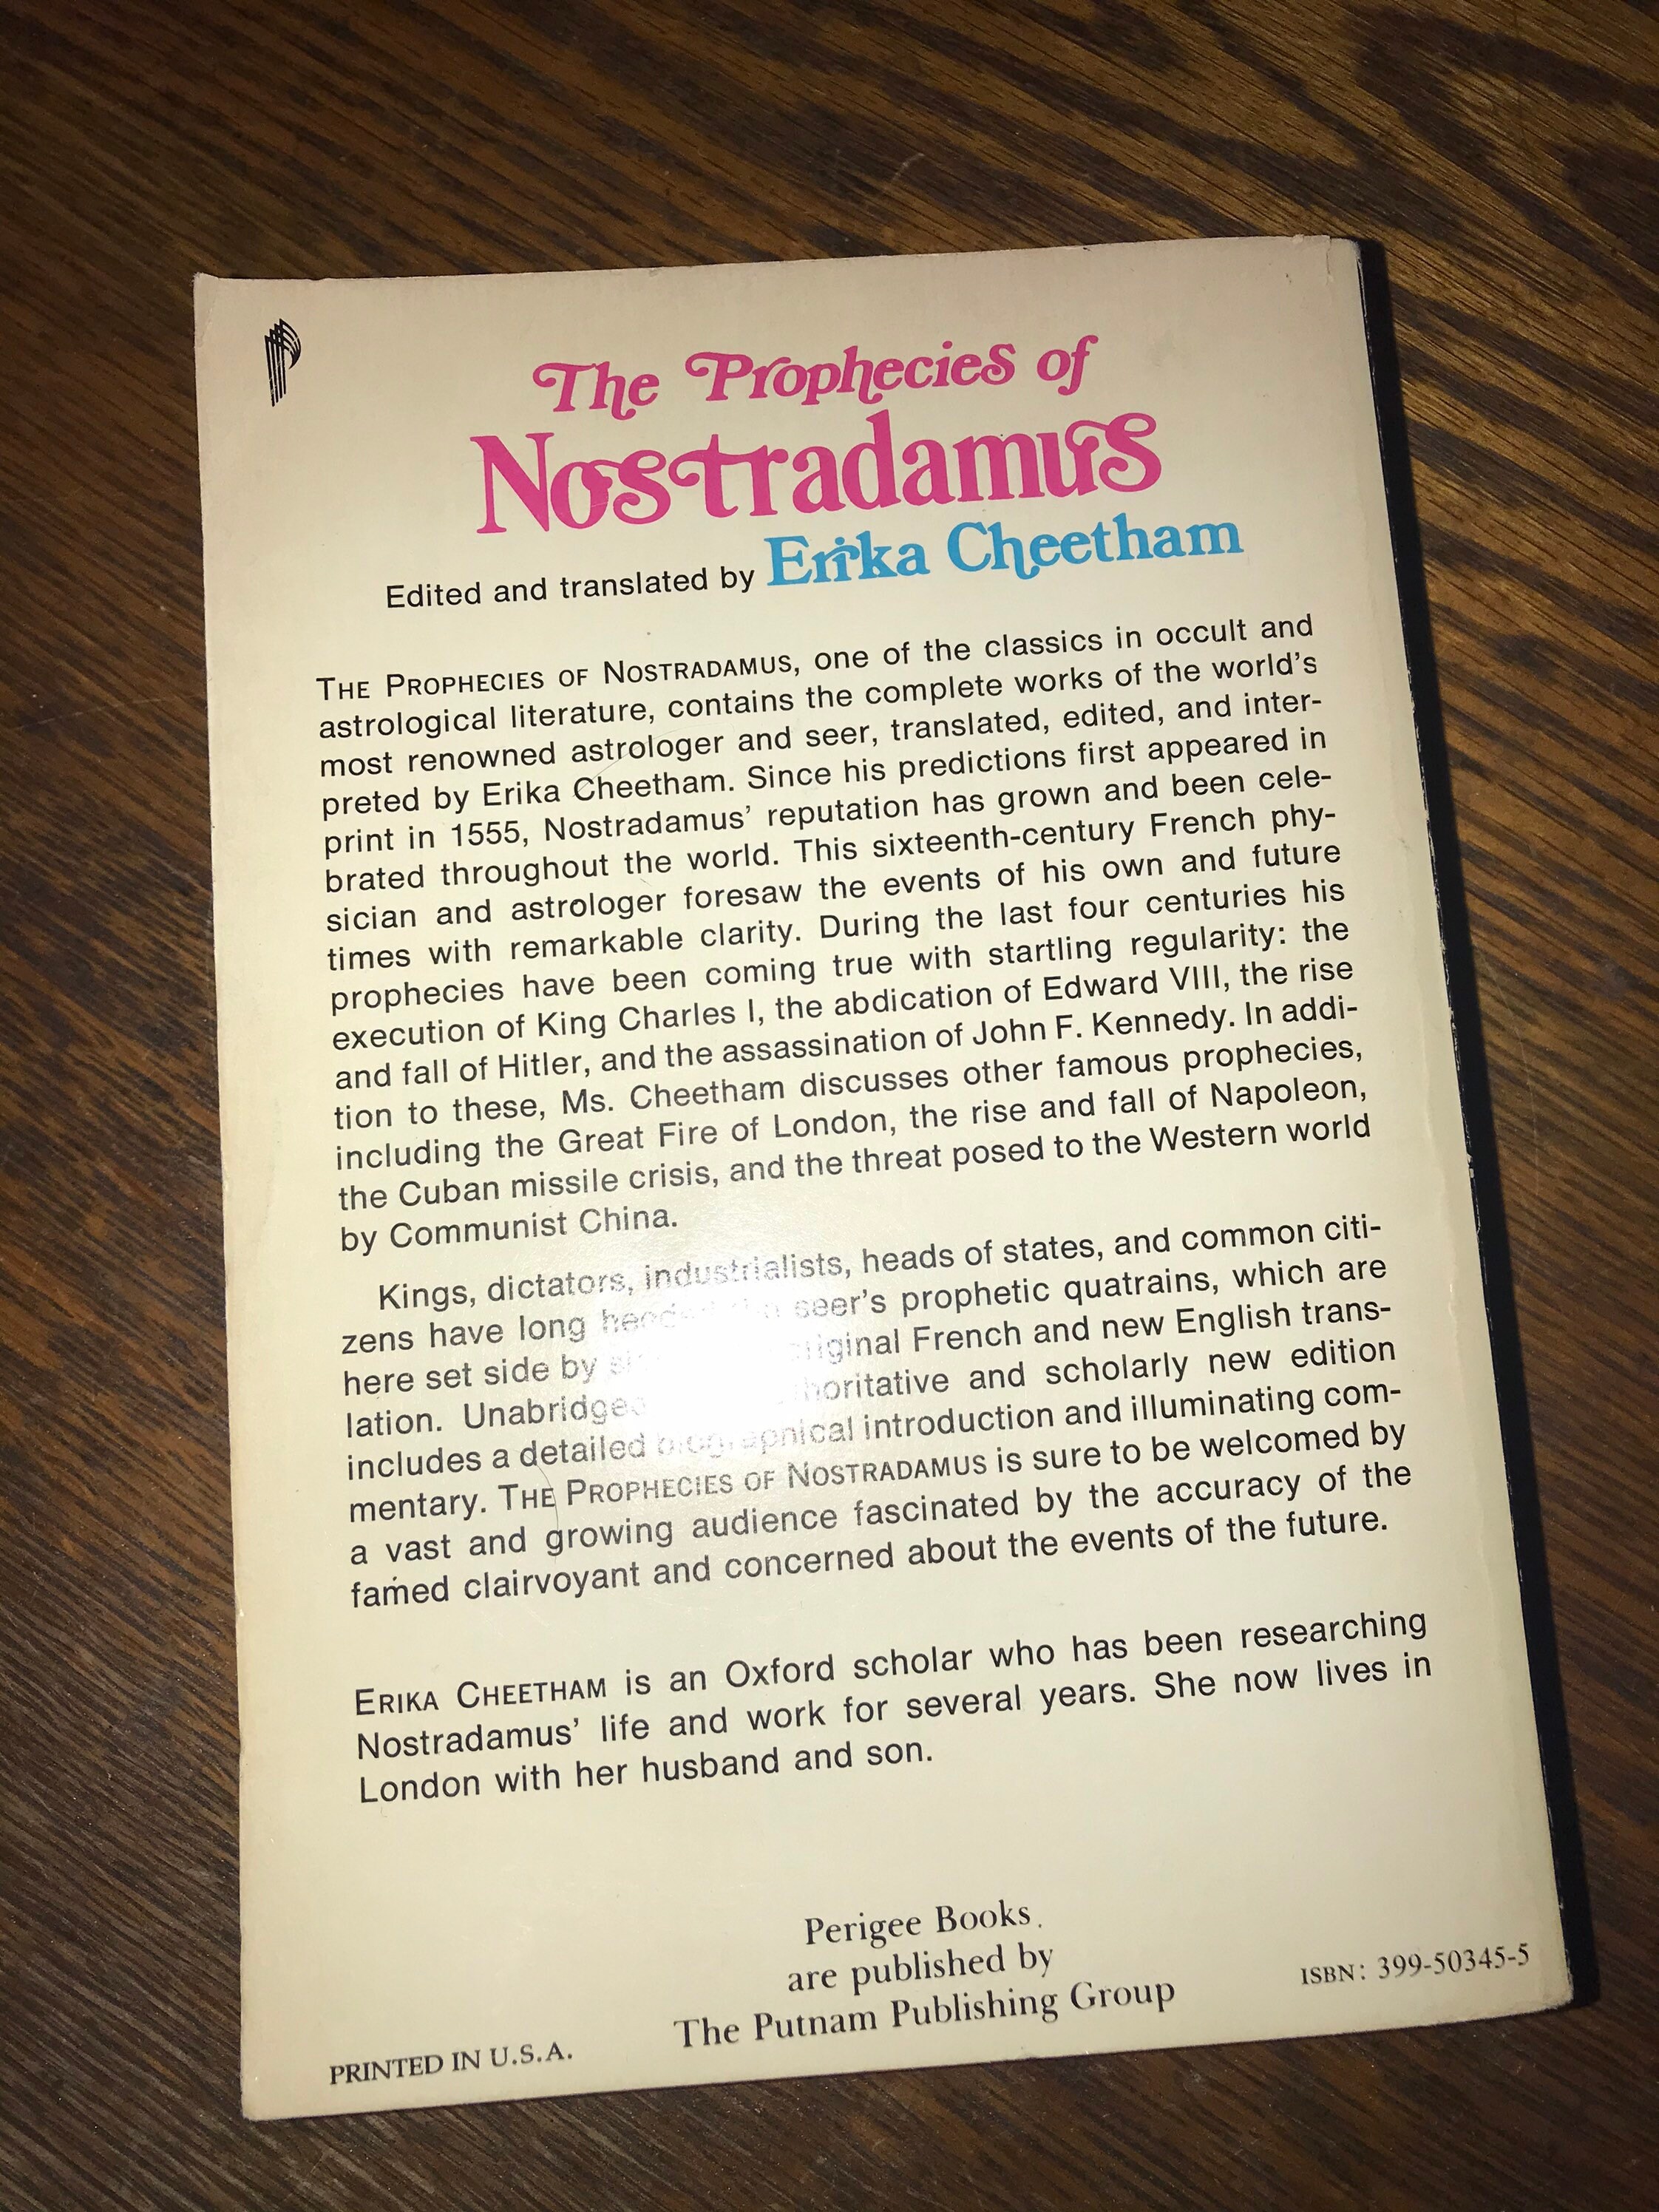 The Prophecies of
Nostradamus
Edited and translated by Erika Cheetham
THE PROPHECIES OF NOSTRADAMUS, one of the classics in occult and
astrological literature, contains the complete works of the world's
most renowned astrologer and seer, translated, edited, and inter-
preted by Erika Cheetham. Since his predictions first appeared in
print in 1555, Nostradamus' reputation has grown and been cele-
brated throughout the world. This sixteenth-century French phy-
sician and astrologer foresaw the events of his own and future
times with remarkable clarity. During the last four centuries his
prophecies have been coming true with startling regularity: the
execution of King Charles I, the abdication of Edward VIII, the rise
and fall of Hitler, and the assassination of John F. Kennedy. In addi-
tion to these, Ms. Cheetham discusses other famous prophecies,
including the Great Fire of London, the rise and fall of Napoleon,
the Cuban missile crisis, and the threat posed to the Western world
by Communist China.
Kings, dictators, industrialists, heads of states, and common citi-
zens have long seer's prophetic quatrains, which are
here set side by French and new English trans-
lation. and scholarly new edition
includes a detailed biographical introduction and illuminating com-
mentary. THE PROPHECIES OF NOSTRADAMUS is sure to be welcomed by
a vast and growing audience fascinated by the accuracy of the
famed clairvoyant and concerned about the events of the future.
ERIKA CHEETHAM is an Oxford scholar who has been researching
Nostradamus' life and work for several years. She now lives in
London with her husband and son.
Perigee Books
are published by
The Putnam Publishing Group
ISBN: 399-50345-5
PRINTED IN U.S.A.